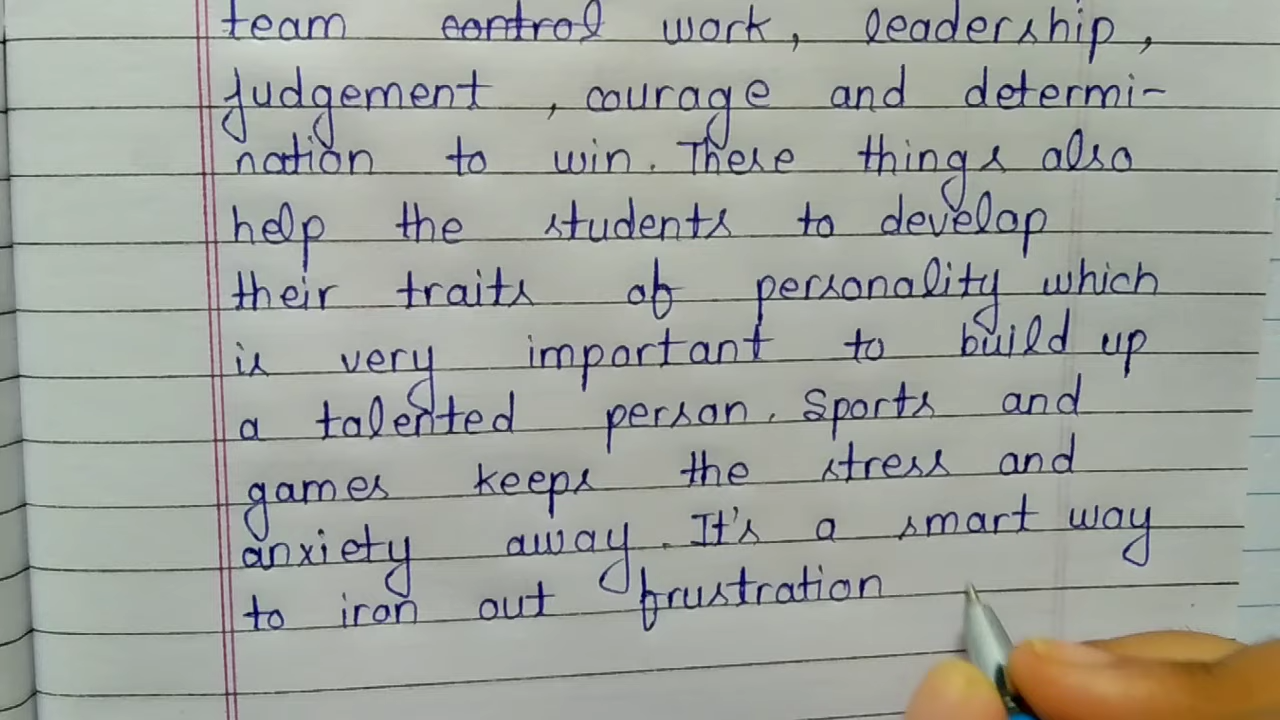 team control work, leadership,
judgement, courage and determi-
nation to win. These things also
help the students to develop
their traits of personality which
is very important to build up
a talented person. Sports and
games keeps the stress and
anxiety away. It's a smart way
to iron out frustration